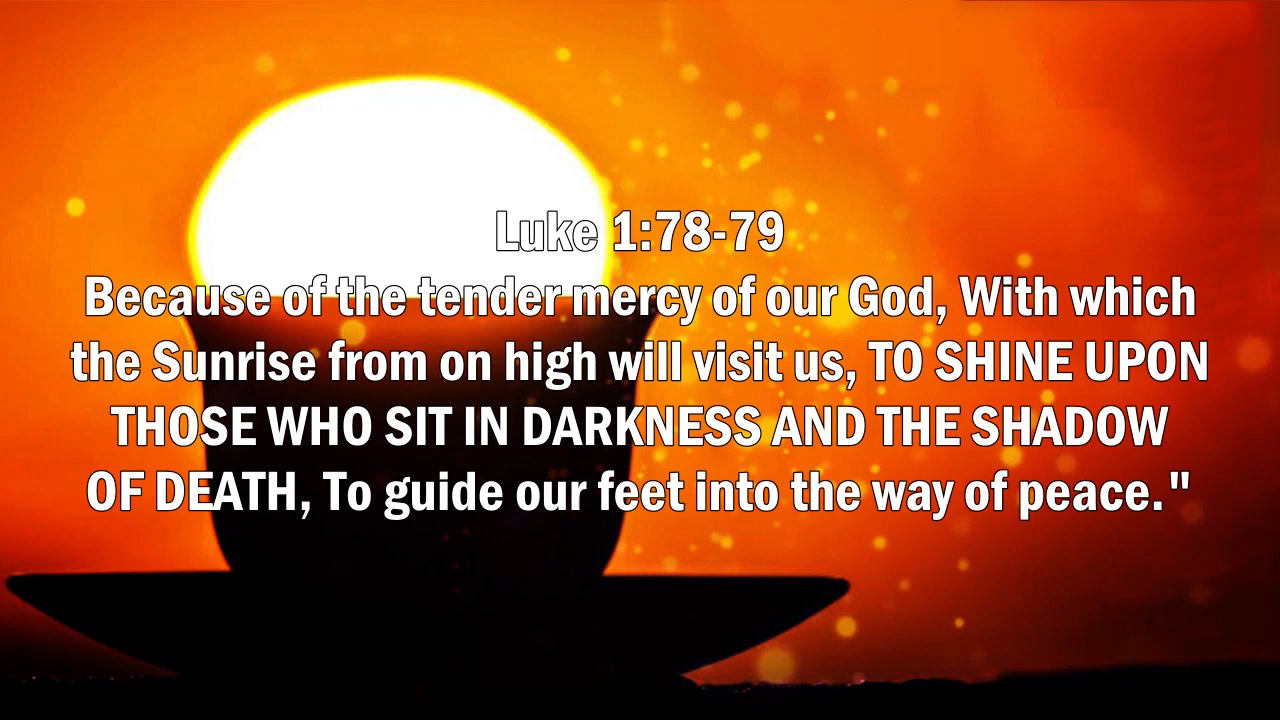 Luke 1:78-79
Because of the tender mercy of our God, With which
the Sunrise from on high will visit us, TO SHINE UPON
THOSE WHO SIT IN DARKNESS AND THE SHADOW
OF DEATH, To guide our feet into the way of peace."